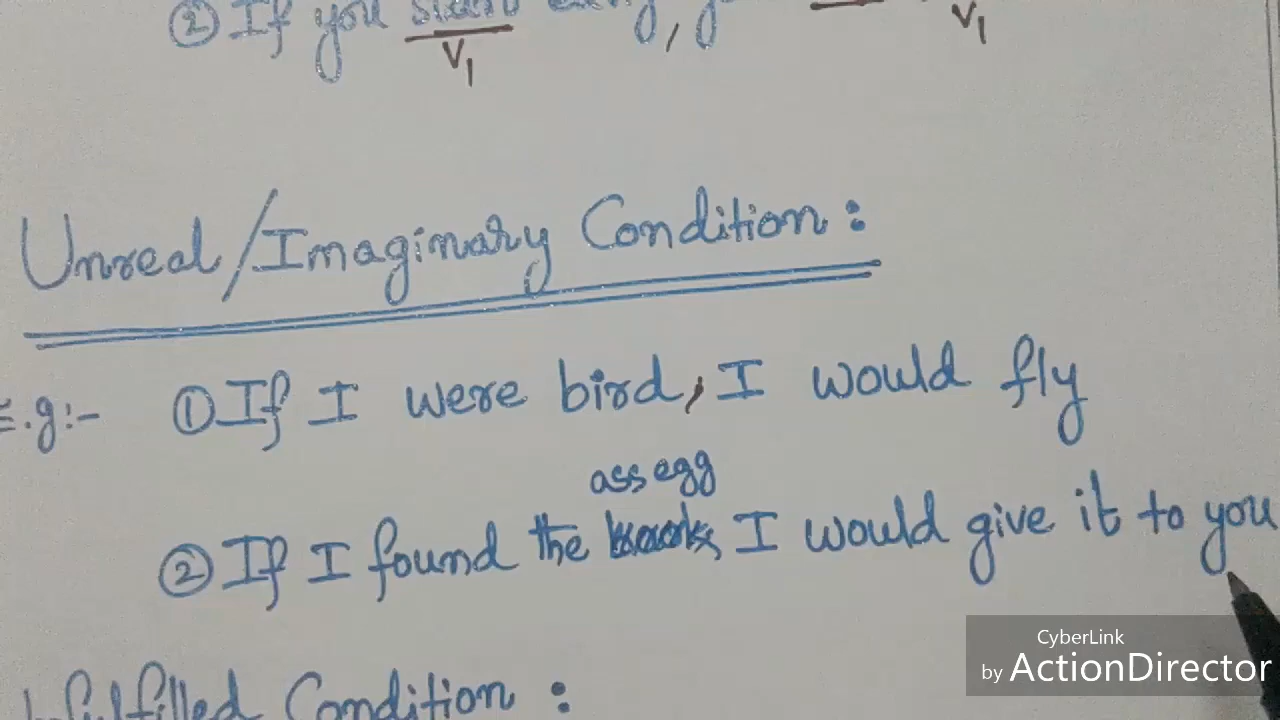 ② If you
V₁ V₁
Unreal/Imaginary Condition:
E.g:- ① If I were bird, I would fly
ass egg
② If I found the I would give it to you
Condition:
CyberLink
by ActionDirector